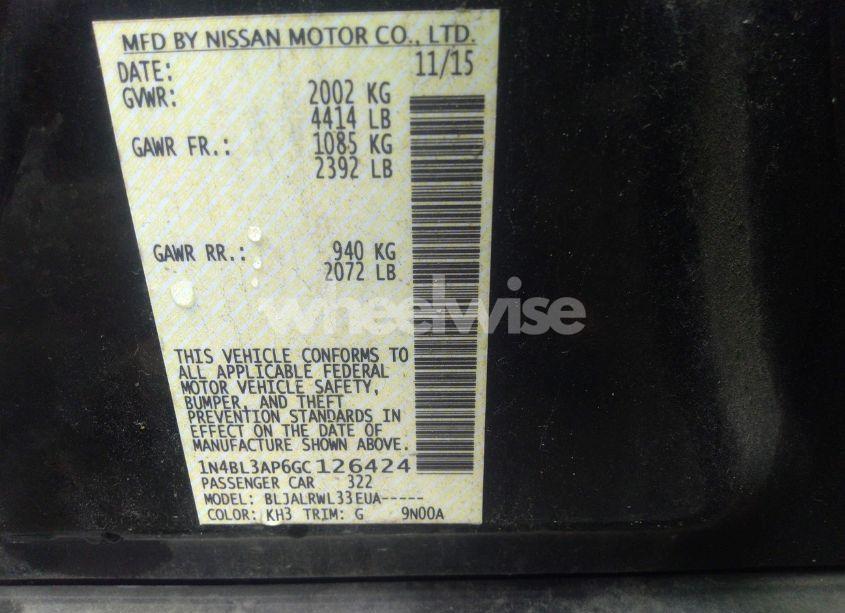 MFD BY NISSAN MOTOR CO., LTD.
DATE: 11/15
GVWR: 2002 KG
4414 LB
GAWR FR.: 1085 KG
2392 LB
GAWR RR.: 940 KG
2072 LB
wheelwise
THIS VEHICLE CONFORMS TO
ALL APPLICABLE FEDERAL
MOTOR VEHICLE SAFETY,
BUMPER, AND THEFT
PREVENTION STANDARDS IN
EFFECT ON THE DATE OF
MANUFACTURE SHOWN ABOVE.
1N4BL3AP6GC126424
PASSENGER CAR 322
MODEL: BLJALRWL33EUA-----
COLOR: KH3 TRIM: G 9N00A